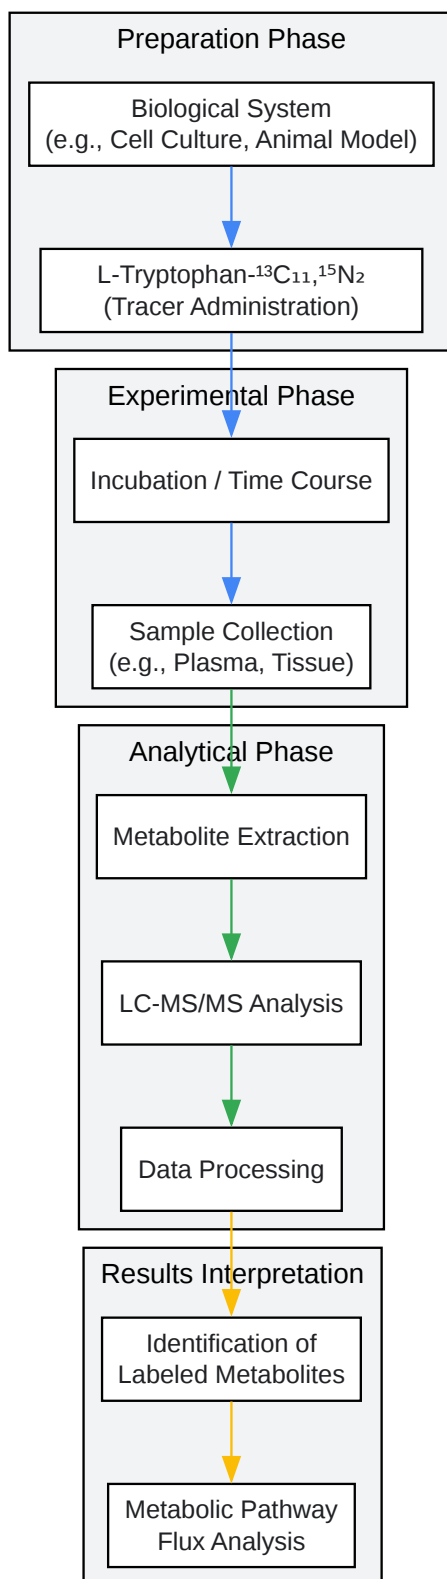 Preparation Phase
Biological System
(e.g., Cell Culture, Animal Model)
L-Tryptophan-¹³C₁₁,¹⁵N₂
(Tracer Administration)
Experimental Phase
Incubation / Time Course
Sample Collection
(e.g., Plasma, Tissue)
Analytical Phase
Metabolite Extraction
LC-MS/MS Analysis
Data Processing
Results Interpretation
Identification of
Labeled Metabolites
Metabolic Pathway
Flux Analysis